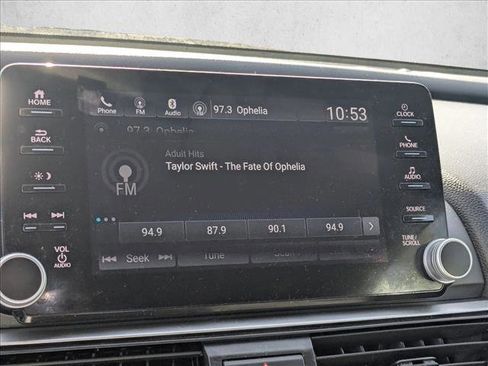 HOME
Phone
FM
Audio
97.3 Ophelia
10:53
CLOCK
BACK
97.3 Ophelia
PHONE
Adult Hits
Taylor Swift - The Fate Of Ophelia
FM
AUDIO
SOURCE
94.9
87.9
90.1
94.9
VOL
AUDIO
Seek
Tune
Scan
TUNE/
SCROLL